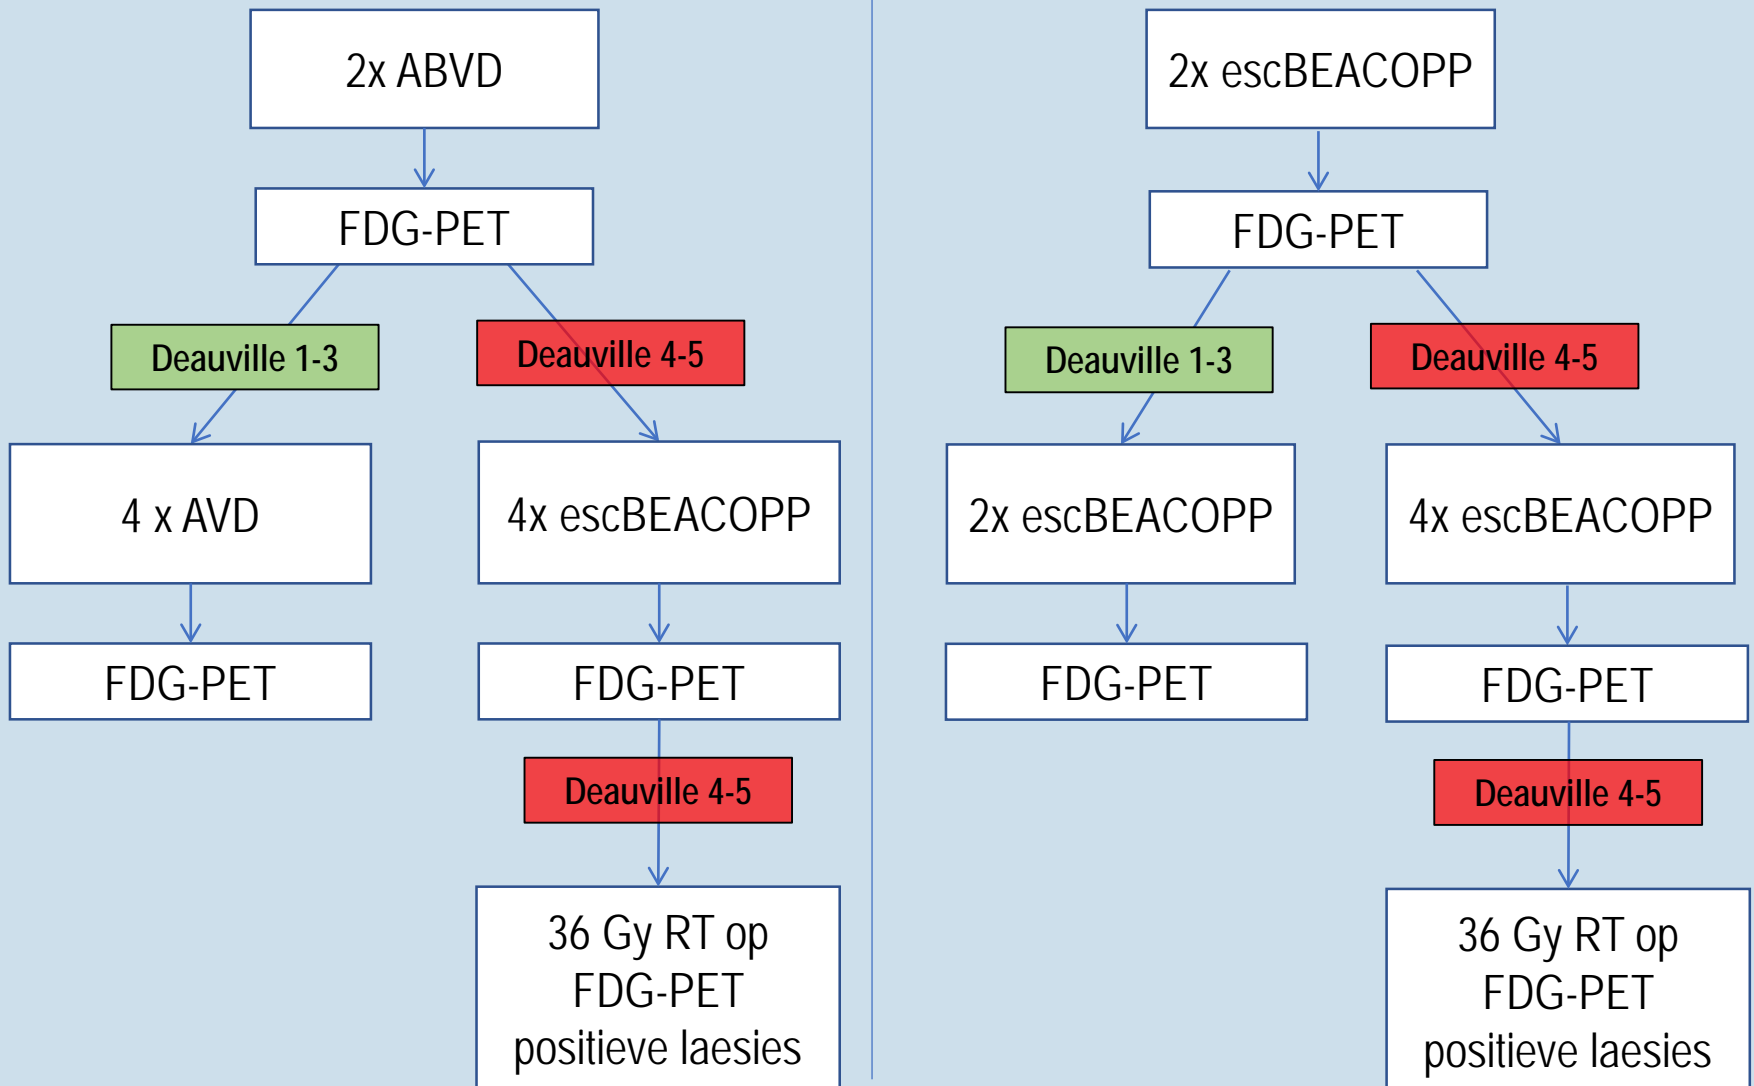 2x ABVD
FDG-PET
Deauville 1-3
Deauville 4-5
4 x AVD
4x escBEACOPP
FDG-PET
FDG-PET
Deauville 4-5
36 Gy RT op
FDG-PET
positieve laesies
2x escBEACOPP
FDG-PET
Deauville 1-3
Deauville 4-5
2x escBEACOPP
4x escBEACOPP
FDG-PET
FDG-PET
Deauville 4-5
36 Gy RT op
FDG-PET
positieve laesies